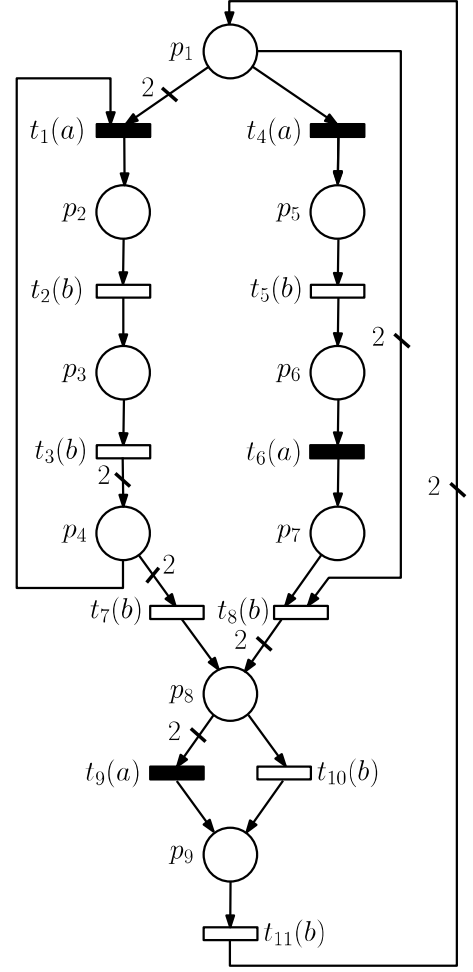 p1
2
t1(a) t4(a)
p2 p5
t2(b) t5(b)
2
p3 p6
t3(b) t6(a)
2
2
p4 p7
2
t7(b) t8(b)
2
p8
2
t9(a) t10(b)
p9
t11(b)